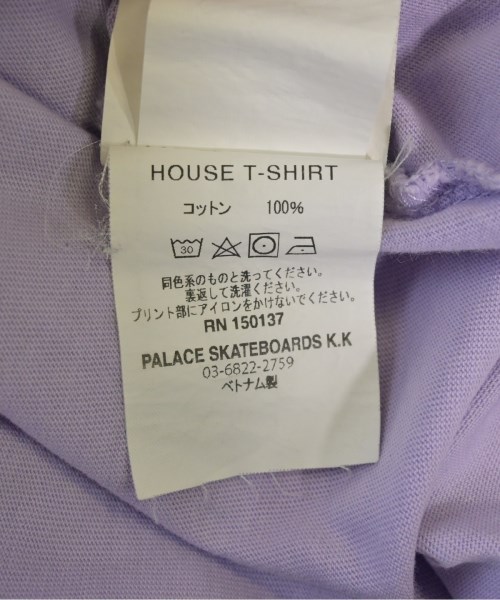 HOUSE T-SHIRT
コットン 100%
30
同色系のものと洗ってください。
裏返して洗濯ください。
プリント部にアイロンをかけないでください。
RN 150137
PALACE SKATEBOARDS K.K
03-6822-2759
ベトナム製